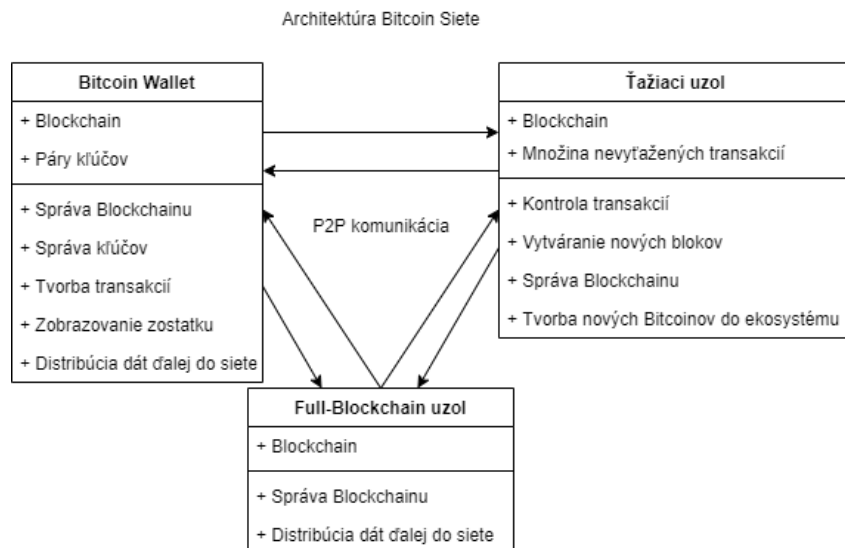 Architektúra Bitcoin Siete
Bitcoin Wallet
+ Blockchain
+ Páry kľúčov
+ Správa Blockchainu
+ Správa kľúčov
+ Tvorba transakcií
+ Zobrazovanie zostatku
+ Distribúcia dát ďalej do siete
P2P komunikácia
Ťažiaci uzol
+ Blockchain
+ Množina nevyťažených transakcií
+ Kontrola transakcií
+ Vytváranie nových blokov
+ Správa Blockchainu
+ Tvorba nových Bitcoinov do ekosystému
Full-Blockchain uzol
+ Blockchain
+ Správa Blockchainu
+ Distribúcia dát ďalej do siete